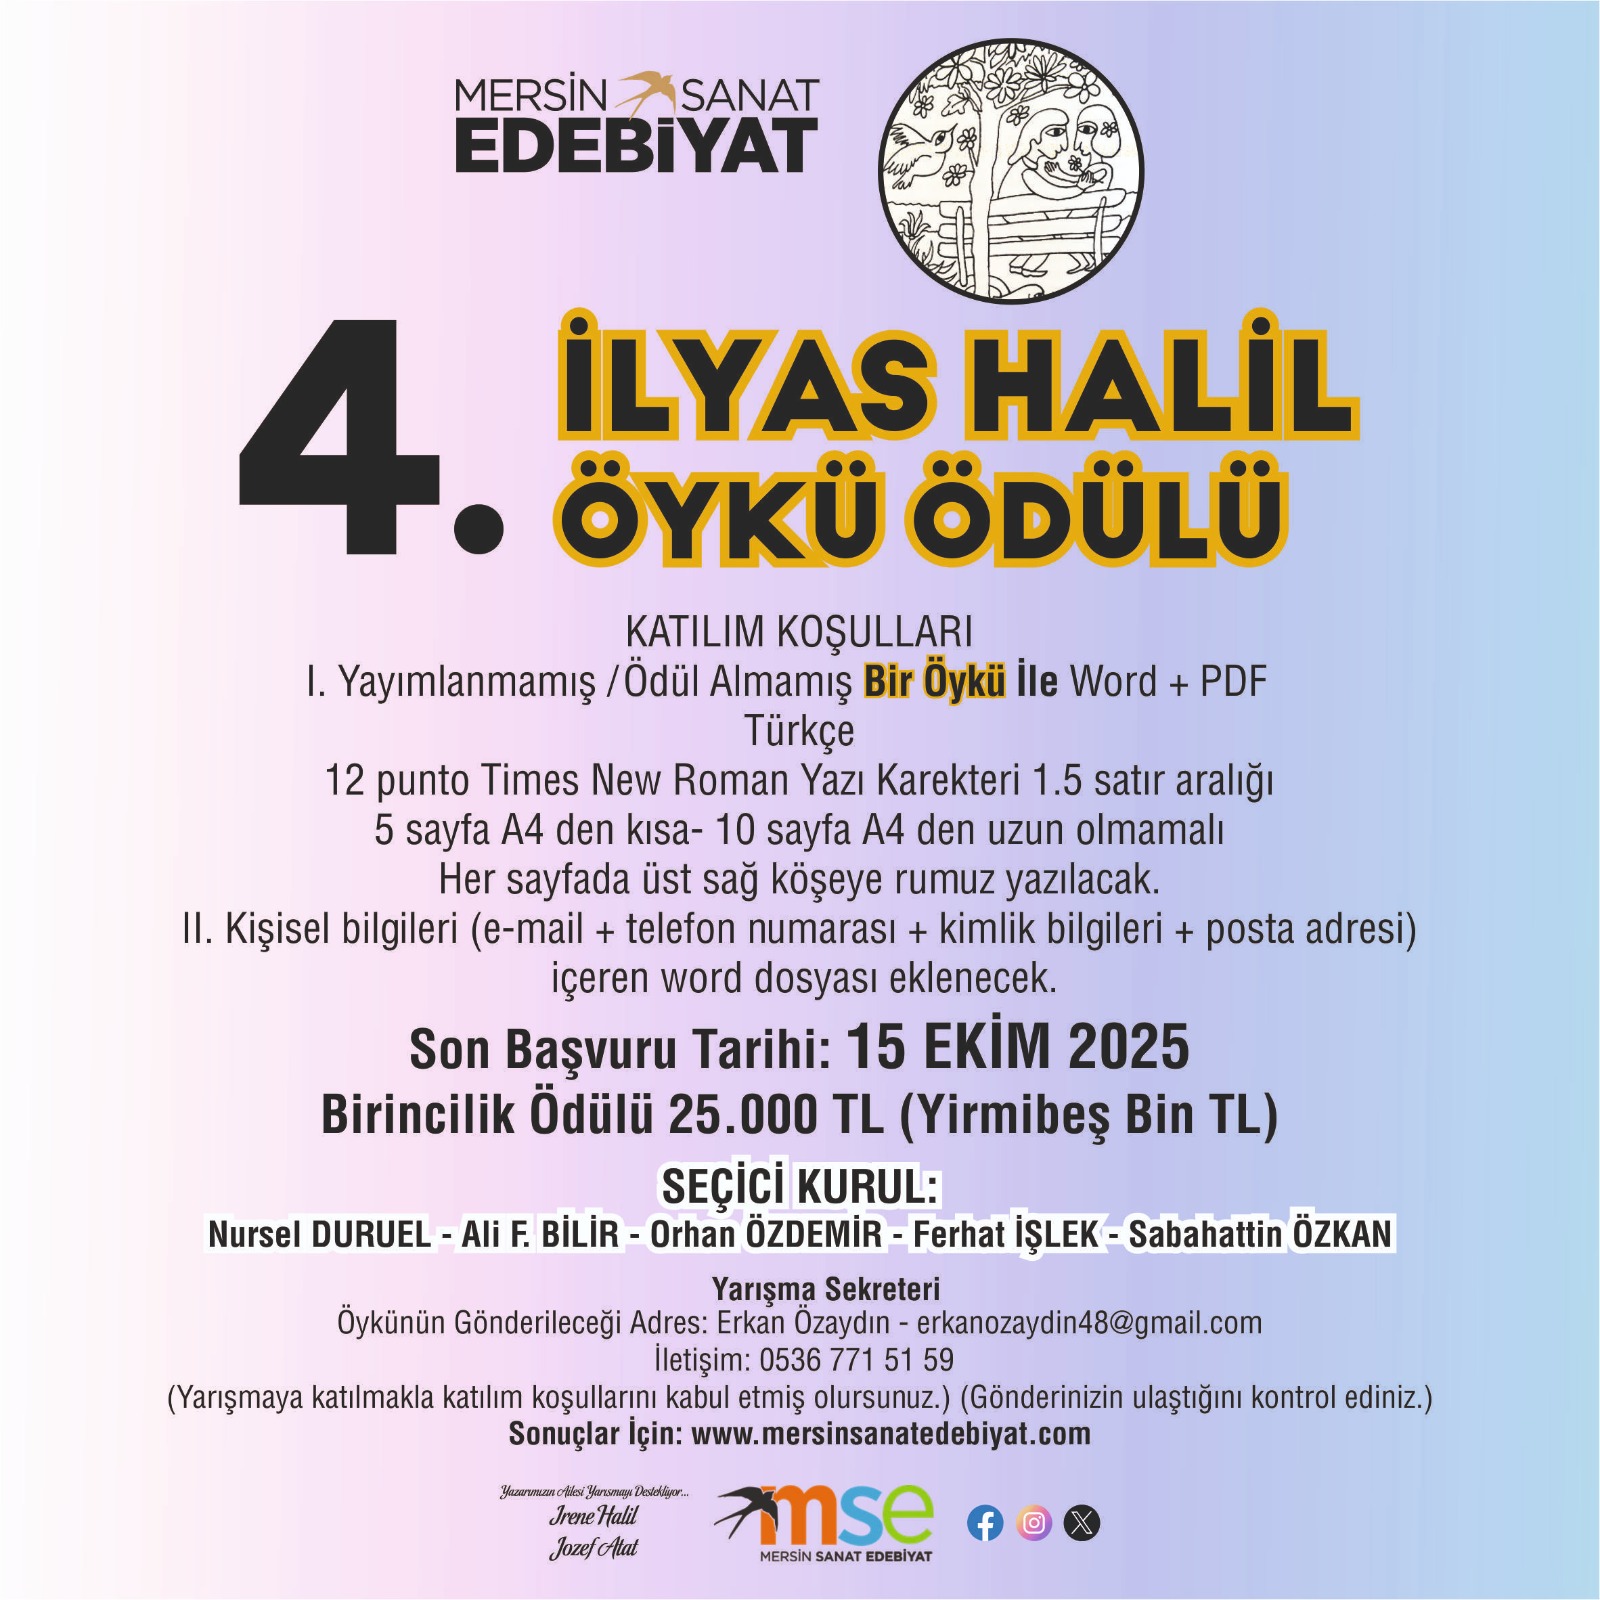 MERSİN SANAT
EDEBİYAT
4. İLYAS HALİL
ÖYKÜ ÖDÜLÜ
KATILIM KOŞULLARI
I. Yayımlanmamış / Ödül Almamış Bir Öykü İle Word + PDF
Türkçe
12 punto Times New Roman Yazı Karekteri 1.5 satır aralığı
5 sayfa A4 den kısa- 10 sayfa A4 den uzun olmamalı
Her sayfada üst sağ köşeye rumuz yazılacak.
II. Kişisel bilgileri (e-mail + telefon numarası + kimlik bilgileri + posta adresi)
içeren word dosyası eklenecek.
Son Başvuru Tarihi: 15 EKİM 2025
Birincilik Ödülü 25.000 TL (Yirmibeş Bin TL)
SEÇİCİ KURUL:
Nursel DURUEL - Ali F. BİLİR - Orhan ÖZDEMİR - Ferhat İŞLEK - Sabahattin ÖZKAN
Yarışma Sekreteri
Öykünün Gönderileceği Adres: Erkan Özaydın - erkanozaydin48@gmail.com
İletişim: 0536 771 51 59
(Yarışmaya katılmakla katılım koşullarını kabul etmiş olursunuz.) (Gönderinizin ulaştığını kontrol ediniz.)
Sonuçlar İçin: www.mersinsanatedebiyat.com
Yazarımızın Ailesi Yarışmayı Destekliyor...
Irene Halil
Jozef Atat
mse
MERSİN SANAT EDEBİYAT